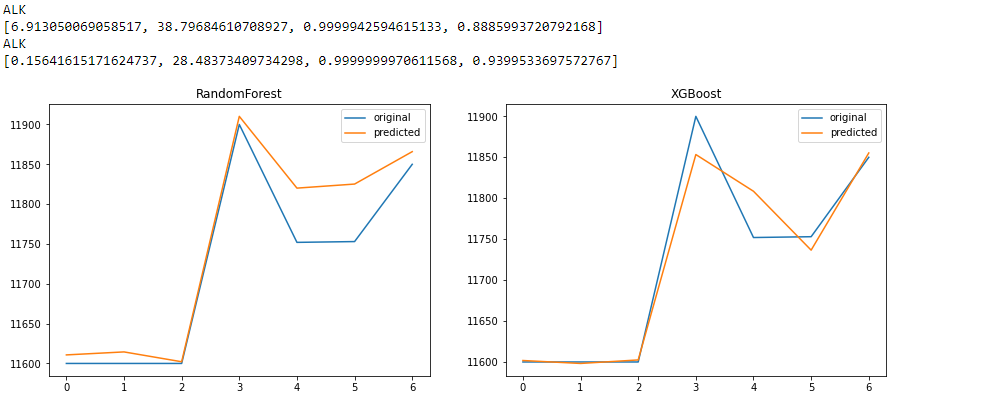 ALK
[6.913050069058517, 38.79684610708927, 0.9999942594615133, 0.8885993720792168]
ALK
[0.15641615171624737, 28.48373409734298, 0.9999999970611568, 0.9399533697572767]
RandomForest
original
predicted
11900
11850
11800
11750
11700
11650
11600
0 1 2 3 4 5 6
XGBoost
original
predicted
11900
11850
11800
11750
11700
11650
11600
0 1 2 3 4 5 6